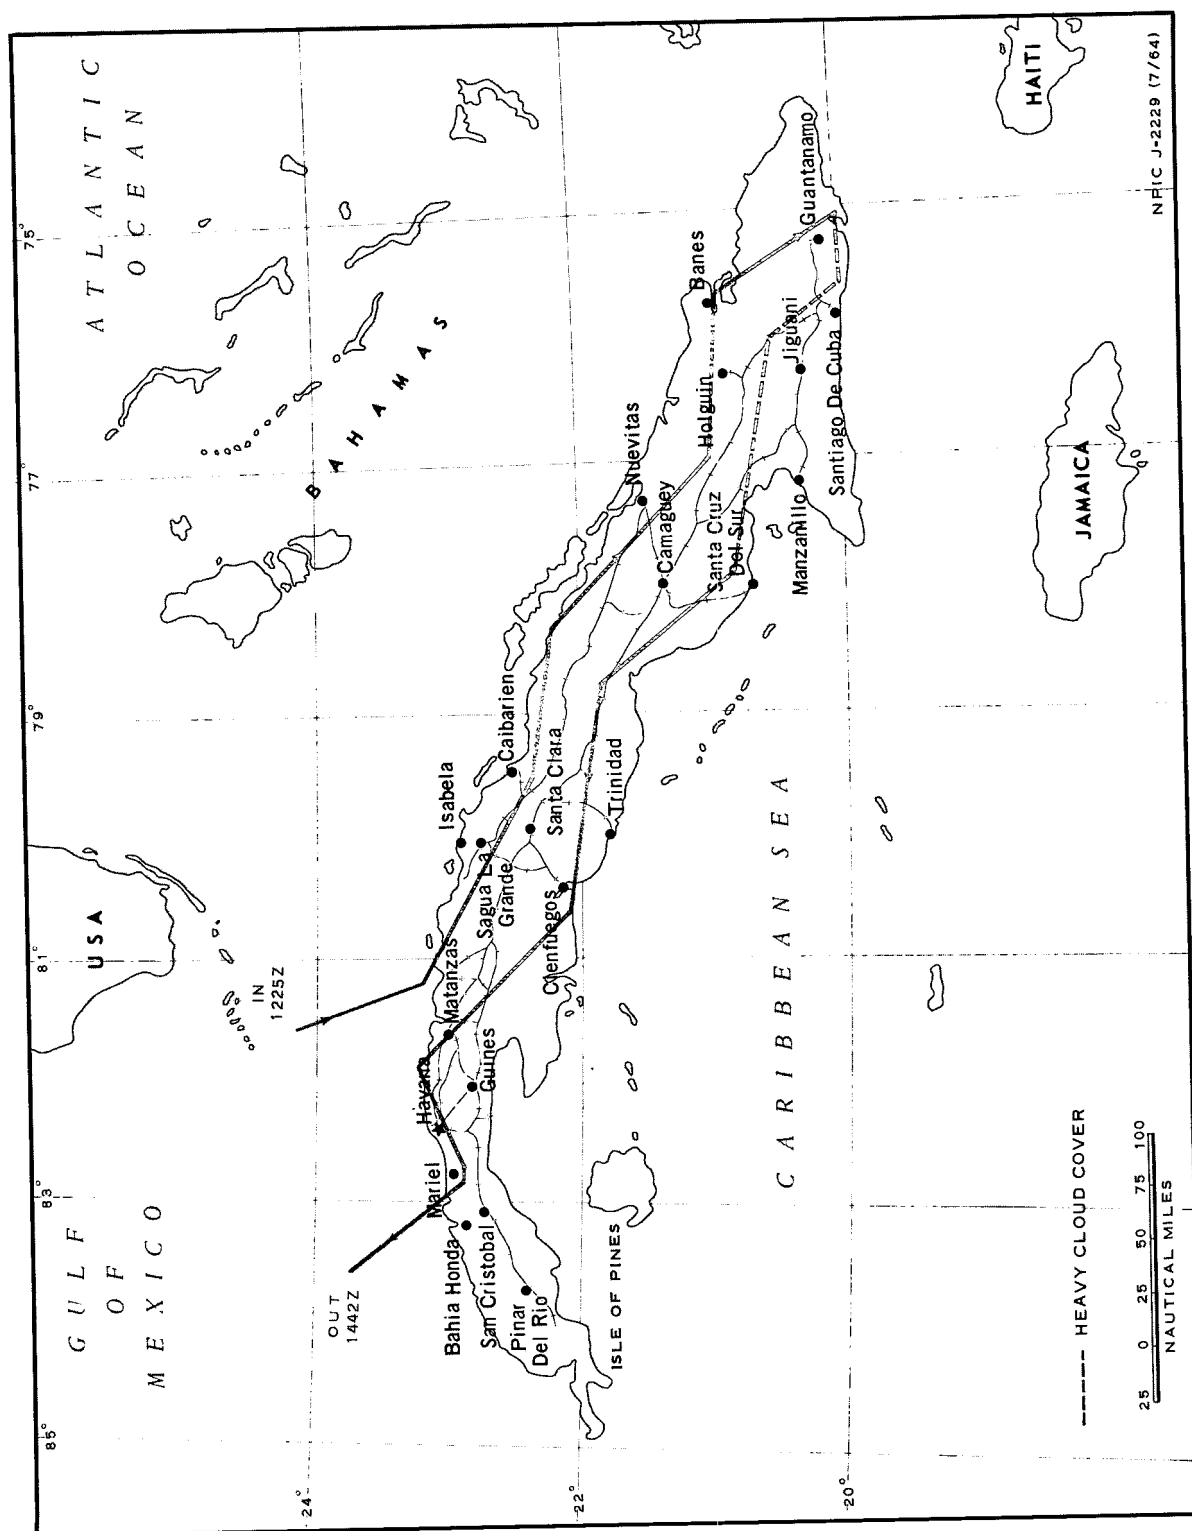 GULF
OF
MEXICO
ATLANTIC
OCEAN
85°
83°
81°
79°
77°
75°
USA
BAHAMAS
OUT
1442Z
IN
1225Z
24°
22°
20°
Bahia Honda
Mariel
Havana
Matanzas
Guines
San Cristobal
Pinar
Del Rio
Isabela
Sagua La
Grande
Caibarien
Santa Clara
Cienfuegos
Trinidad
Nuevitas
Camaguey
Santa Cruz
Del Sur
Holguin
Banes
Manzanillo
Jiguani
Santiago De Cuba
Guantanamo
ISLE OF PINES
CARIBBEAN SEA
JAMAICA
HAITI
HEAVY CLOUD COVER
25 0 25 50 75 100
NAUTICAL MILES
NPIC J-2229 (7/64)